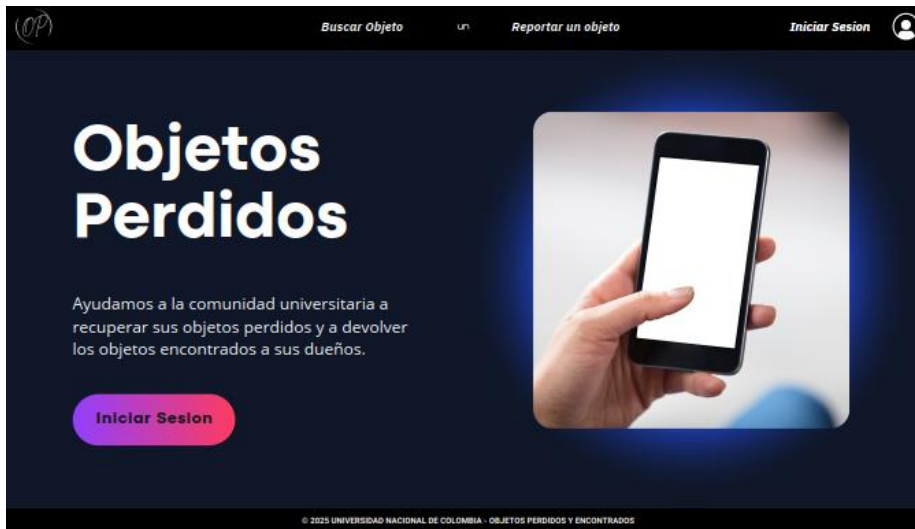 OP
Buscar Objeto
un
Reportar un objeto
Iniciar Sesion
Objetos
Perdidos
Ayudamos a la comunidad universitaria a
recuperar sus objetos perdidos y a devolver
los objetos encontrados a sus dueños.
Iniciar Sesion
© 2025 UNIVERSIDAD NACIONAL DE COLOMBIA - OBJETOS PERDIDOS Y ENCONTRADOS